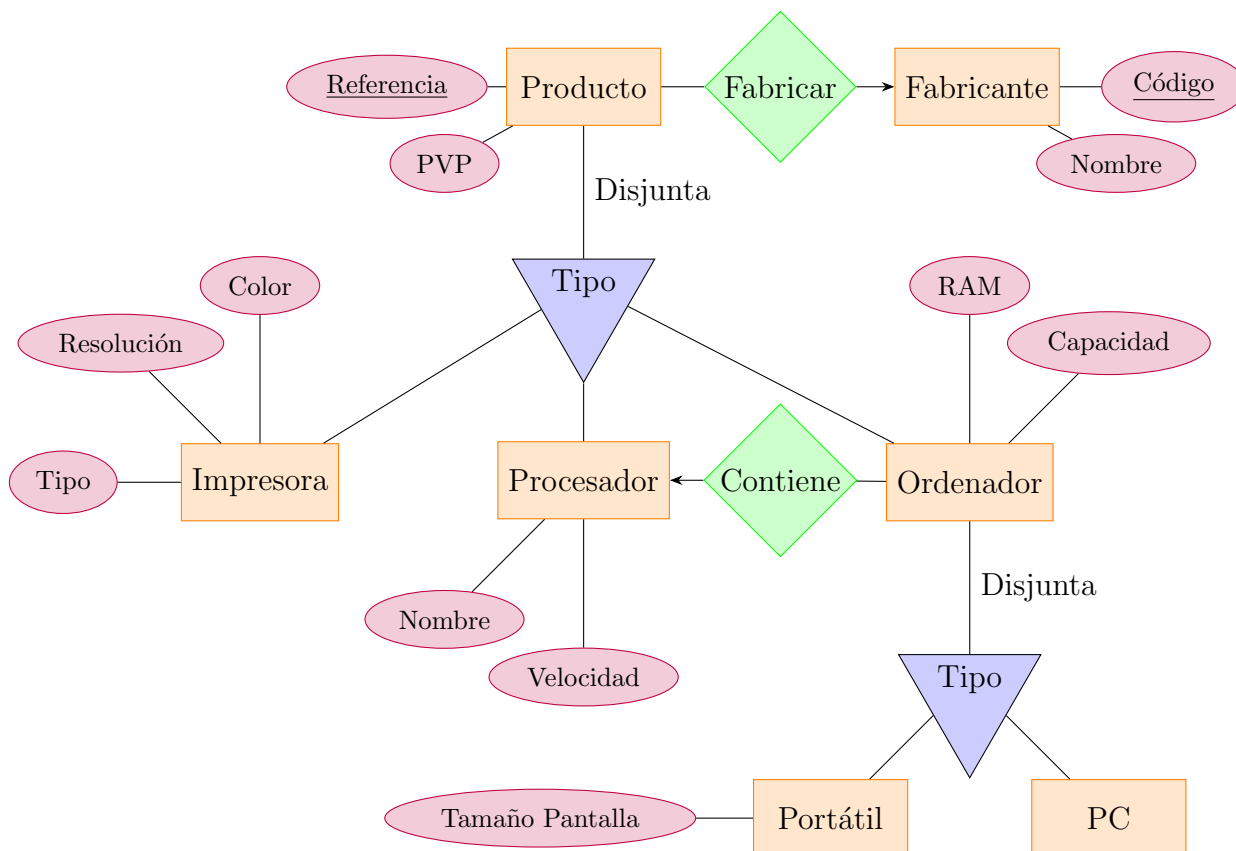 Referencia
Producto
Fabricar
Fabricante
Código
PVP
Nombre
Disjunta
Tipo
Color
RAM
Resolución
Capacidad
Tipo
Impresora
Procesador
Contiene
Ordenador
Disjunta
Nombre
Velocidad
Tipo
Tamaño Pantalla
Portátil
PC